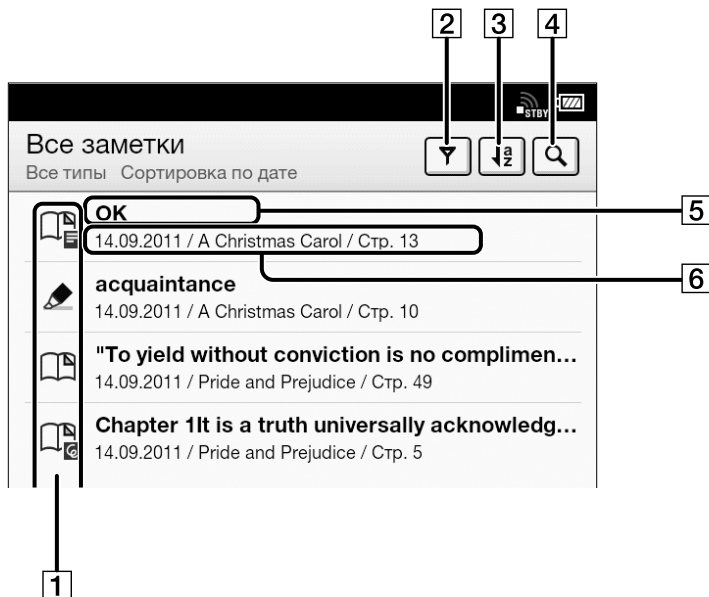 2 3 4
STBY
Все заметки
Все типы Сортировка по дате
a
z
OK
5
14.09.2011 / A Christmas Carol / Стр. 13
6
acquaintance
14.09.2011 / A Christmas Carol / Стр. 10
"To yield without conviction is no complimen...
14.09.2011 / Pride and Prejudice / Стр. 49
Chapter 1It is a truth universally acknowledg...
14.09.2011 / Pride and Prejudice / Стр. 5
1